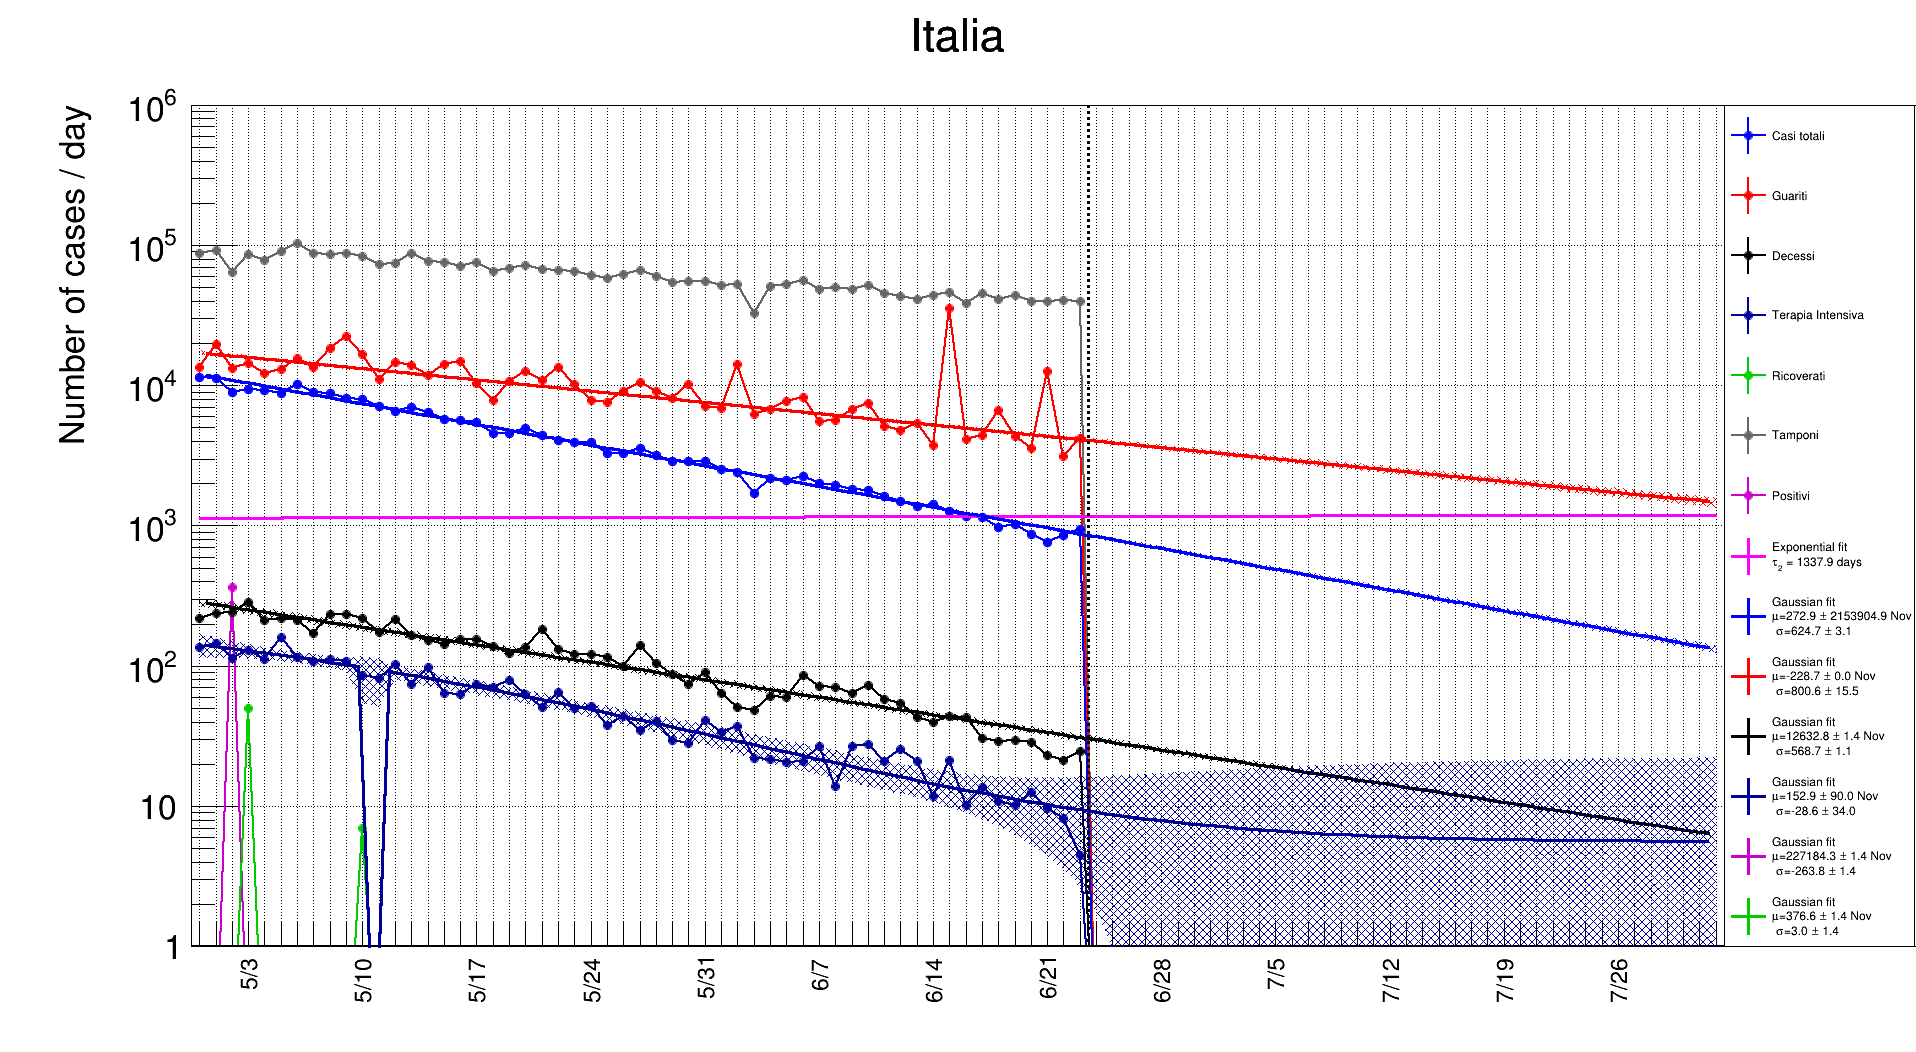 Italia
Number of cases / day
10^6
10^5
10^4
10^3
10^2
10
1
5/3
5/10
5/17
5/24
5/31
6/7
6/14
6/21
6/28
7/5
7/12
7/19
7/26
Casi totali
Guariti
Decessi
Terapia Intensiva
Ricoverati
Tamponi
Positivi
Exponential fit
τ_2 = 1337.9 days
Gaussian fit
μ=272.9 ± 2153904.9 Nov
σ=624.7 ± 3.1
Gaussian fit
μ=-228.7 ± 0.0 Nov
σ=800.6 ± 15.5
Gaussian fit
μ=12632.8 ± 1.4 Nov
σ=568.7 ± 1.1
Gaussian fit
μ=152.9 ± 90.0 Nov
σ=-28.6 ± 34.0
Gaussian fit
μ=227184.3 ± 1.4 Nov
σ=-263.8 ± 1.4
Gaussian fit
μ=376.6 ± 1.4 Nov
σ=3.0 ± 1.4